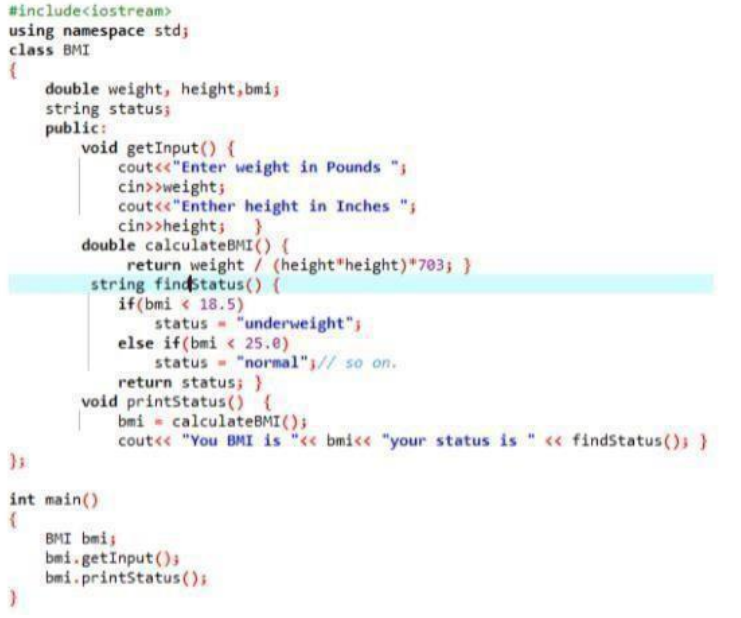 #include<iostream>
using namespace std;
class BMI
{
    double weight, height,bmi;
    string status;
    public:
        void getInput() {
            cout<<"Enter weight in Pounds ";
            cin>>weight;
            cout<<"Enther height in Inches ";
            cin>>height;   }
        double calculateBMI() {
             return weight / (height*height)*703; }
         string findStatus() {
            if(bmi < 18.5)
                status = "underweight";
            else if(bmi < 25.0)
                status = "normal";// so on.
            return status; }
        void printStatus()  {
            bmi = calculateBMI();
            cout<< "You BMI is "<< bmi<< "your status is " << findStatus(); }
};
int main()
{
    BMI bmi;
    bmi.getInput();
    bmi.printStatus();
}